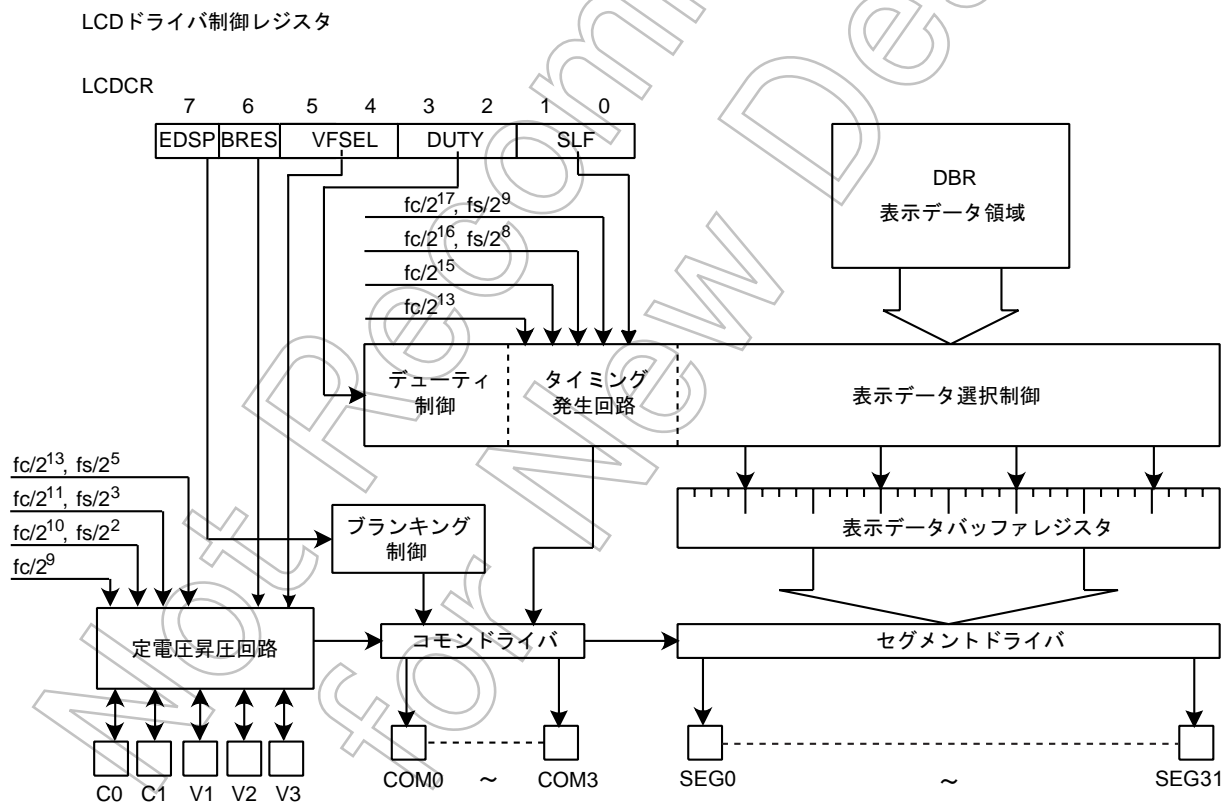 LCDドライバ制御レジスタ
LCDCR
7 6 5 4 3 2 1 0
EDSP BRES VFSEL DUTY SLF
DBR
表示データ領域
fc/2^17, fs/2^9
fc/2^16, fs/2^8
fc/2^15
fc/2^13
デューティ
制御
タイミング
発生回路
表示データ選択制御
fc/2^13, fs/2^5
fc/2^11, fs/2^3
fc/2^10, fs/2^2
fc/2^9
ブランキング
制御
表示データバッファレジスタ
定電圧昇圧回路
コモンドライバ
セグメントドライバ
C0 C1 V1 V2 V3
COM0 ~ COM3
SEG0 ~ SEG31
Not Recomm
for New De